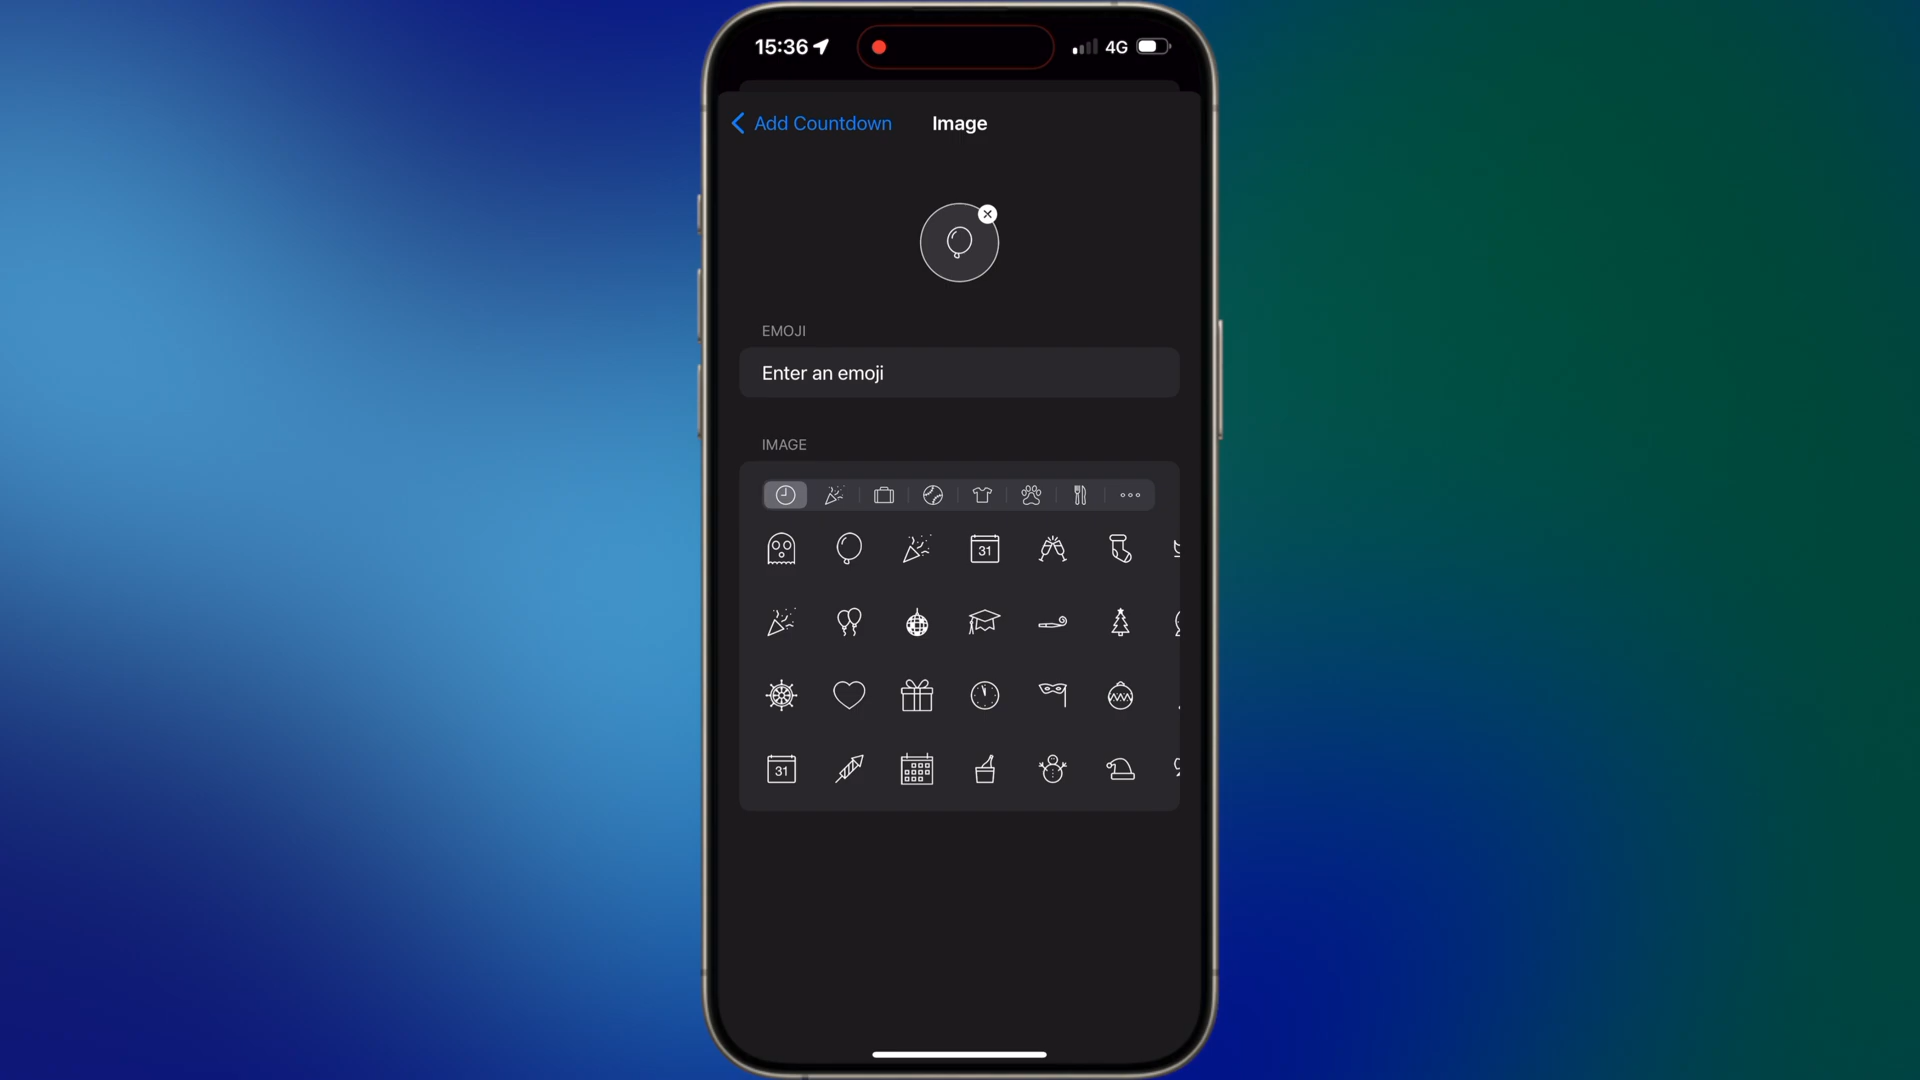 15:36
4G
Add Countdown
Image
EMOJI
Enter an emoji
IMAGE
31
31